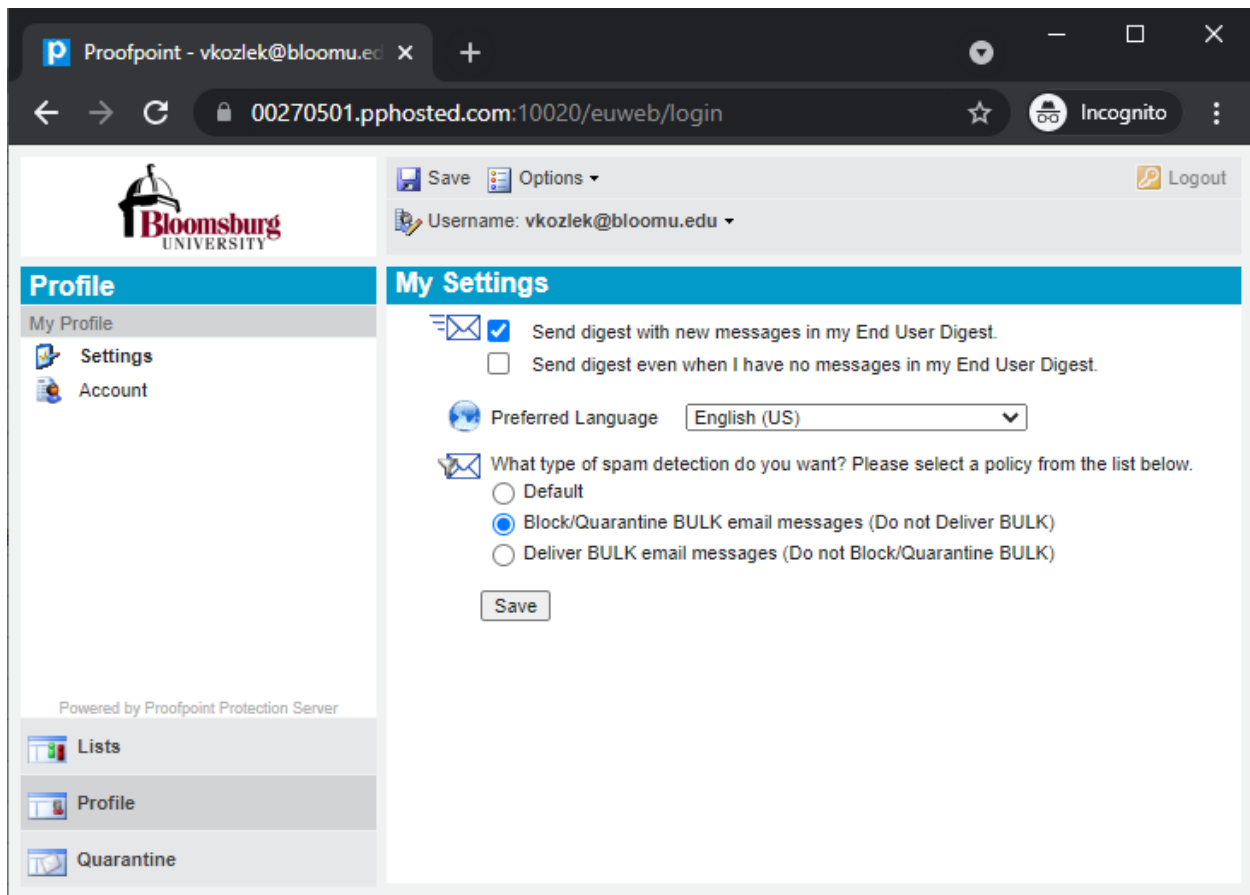 Proofpoint - vkozlek@bloomu.ed
00270501.pphosted.com:10020/euweb/login
Incognito
Bloomsburg
UNIVERSITY
Save Options
Logout
Username: vkozlek@bloomu.edu
Profile
My Profile
Settings
Account
Powered by Proofpoint Protection Server
Lists
Profile
Quarantine
My Settings
Send digest with new messages in my End User Digest.
Send digest even when I have no messages in my End User Digest.
Preferred Language English (US)
What type of spam detection do you want? Please select a policy from the list below.
Default
Block/Quarantine BULK email messages (Do not Deliver BULK)
Deliver BULK email messages (Do not Block/Quarantine BULK)
Save